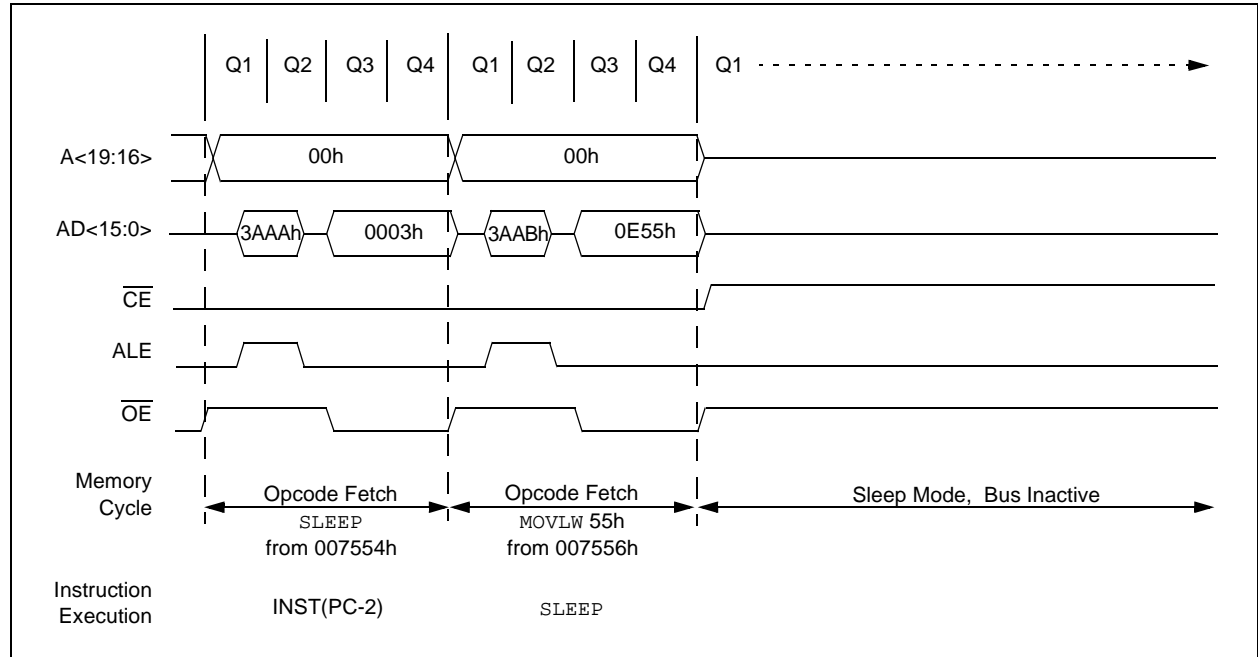 Q1 Q2 Q3 Q4 Q1 Q2 Q3 Q4 Q1
A<19:16> 00h 00h
AD<15:0> 3AAAh 0003h 3AABh 0E55h
CE
ALE
OE
Memory
Cycle
Opcode Fetch
SLEEP
from 007554h
Opcode Fetch
MOVLW 55h
from 007556h
Sleep Mode, Bus Inactive
Instruction
Execution
INST(PC-2)
SLEEP